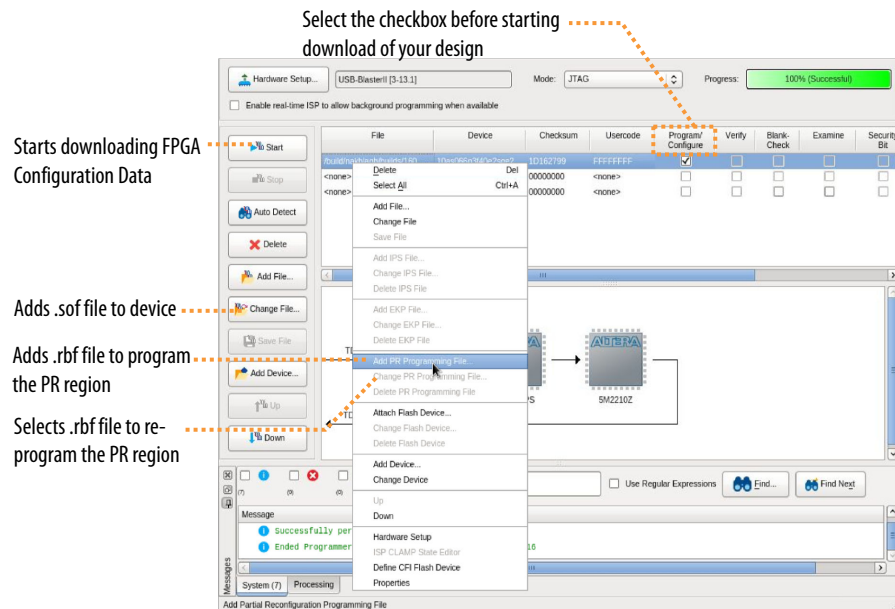 Select the checkbox before starting
download of your design
Hardware Setup...
USB-BlasterII [3-13.1]
Mode:
JTAG
Progress:
100% (Successful)
Enable real-time ISP to allow background programming when available
Starts downloading FPGA
Configuration Data
Adds .sof file to device
Adds .rbf file to program
the PR region
Selects .rbf file to re-
program the PR region
Start
Stop
Auto Detect
Delete
Add File...
Change File...
Save File
Add Device...
Up
Down
File Device Checksum Usercode Program/ Verify Blank- Examine Security
Configure Check Bit
1D162799 FFFFFFFF
<none> 00000000 <none>
<none> 00000000 <none>
Delete Del
Select All Ctrl+A
Add File...
Change File
Save File
Add IPS File...
Change IPS File...
Delete IPS File
Add EKP File...
Change EKP File...
Delete EKP File
Add PR Programming File...
Change PR Programming File...
Delete PR Programming File
Attach Flash Device...
Change Flash Device...
Delete Flash Device
Add Device...
Change Device
Up
Down
Hardware Setup
ISP CLAMP State Editor
Define CFI Flash Device
Properties
ALTERA
5M2210Z
TD
Use Regular Expressions
Find...
Find Next
Message
Successfully per
Ended Programmer 16
Messages
System (7) Processing
Add Partial Reconfiguration Programming File